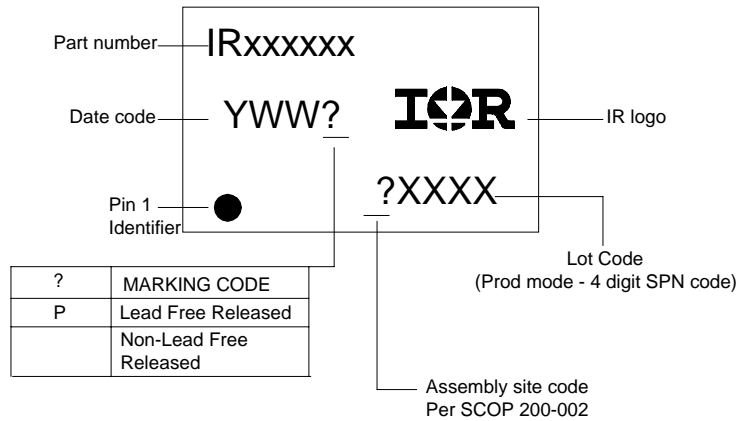 Part number
IRxxxxxx
Date code
YWW?
IOR
IR logo
?XXXX
Pin 1
Identifier
Lot Code
(Prod mode - 4 digit SPN code)
? MARKING CODE
P Lead Free Released
Non-Lead Free
Released
Assembly site code
Per SCOP 200-002